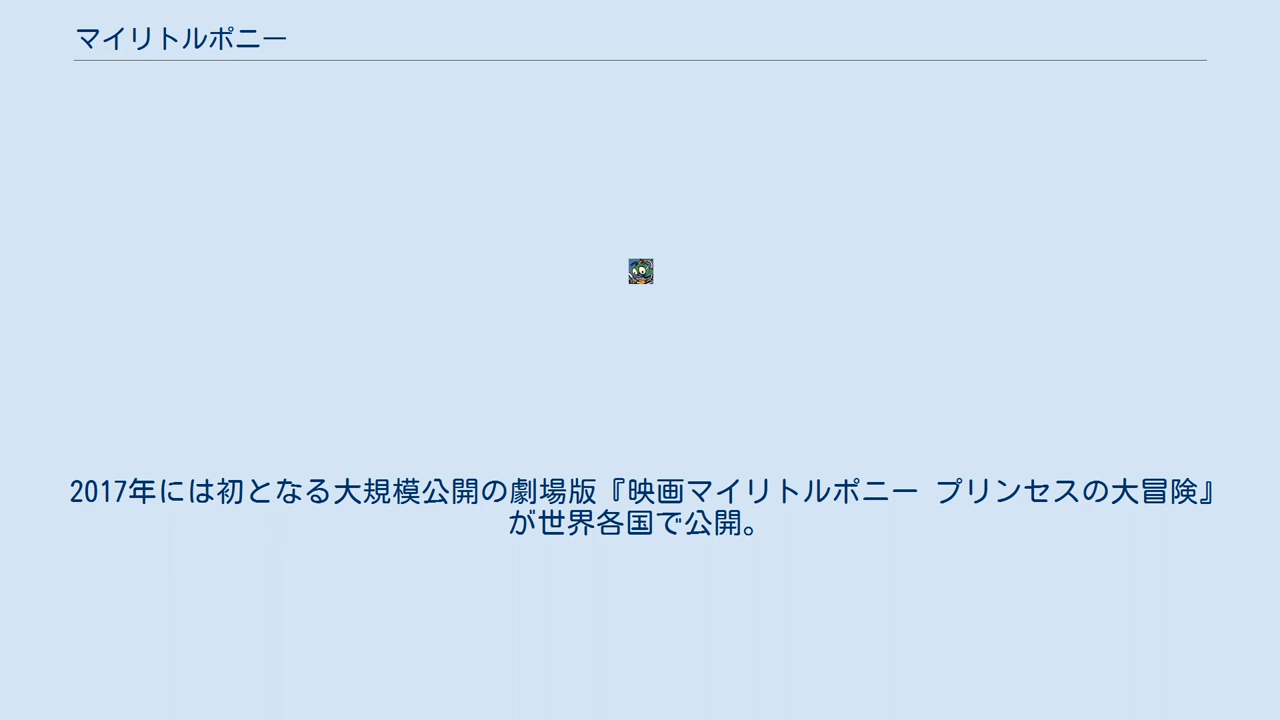 マイリトルポニー
2017年には初となる大規模公開の劇場版『映画マイリトルポニー プリンセスの大冒険』
が世界各国で公開。